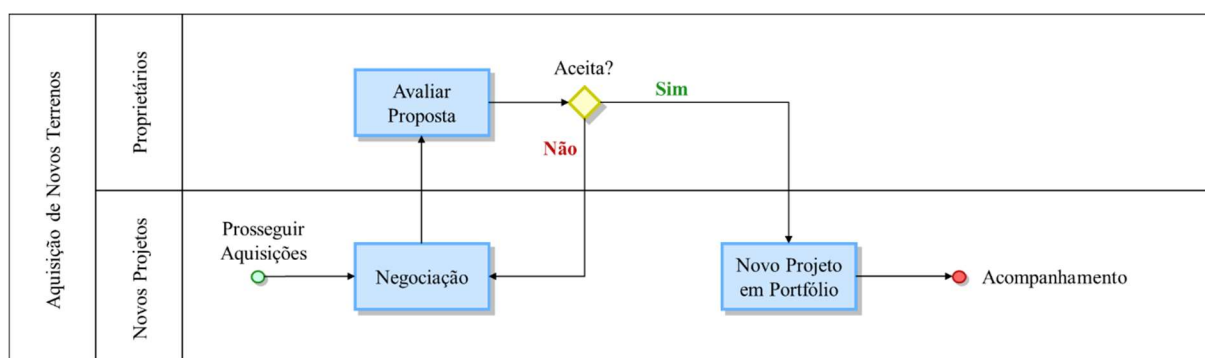 Aquisição de Novos Terrenos
Proprietários
Avaliar
Proposta
Aceita?
Sim
Não
Novos Projetos
Prosseguir
Aquisições
Negociação
Novo Projeto
em Portfólio
Acompanhamento